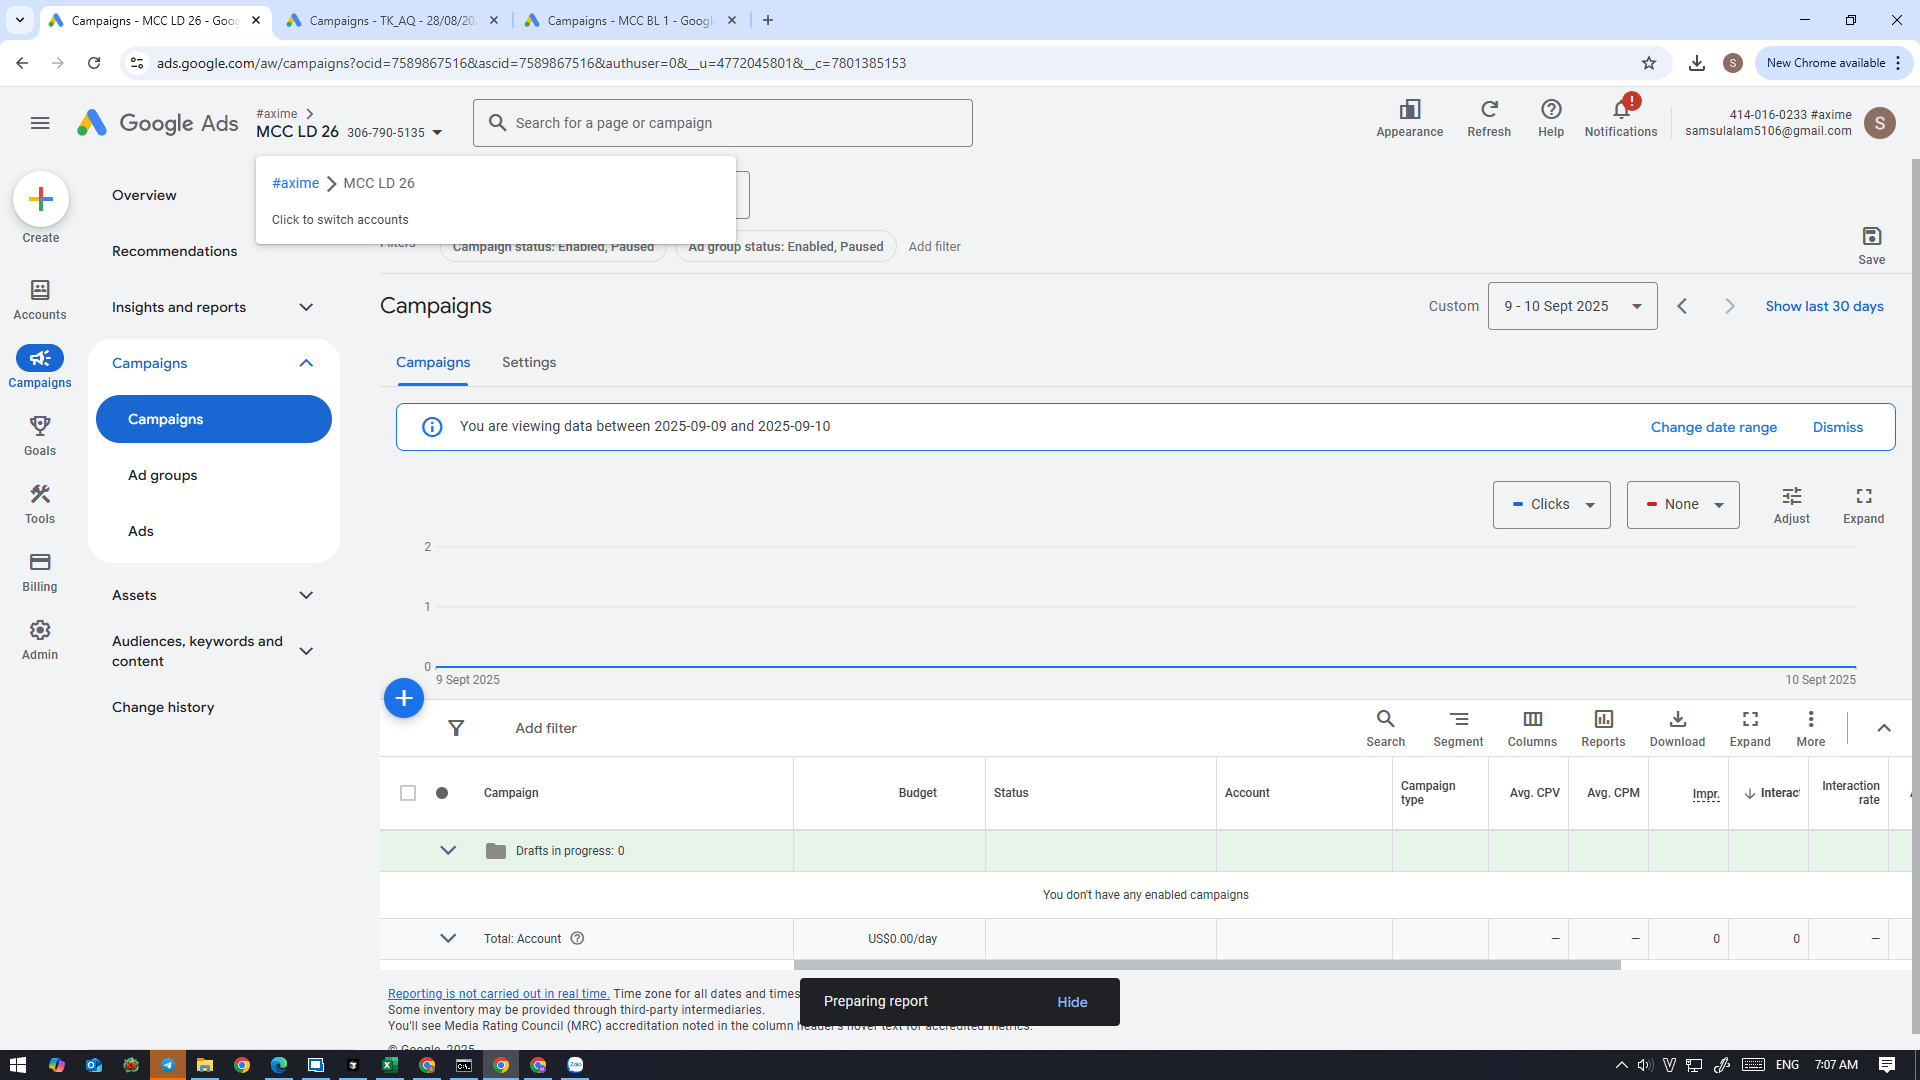 Campaigns - MCC LD 26 - Goo
Campaigns - TK_AQ - 28/08/20
Campaigns - MCC BL 1 - Googl
ads.google.com/aw/campaigns?ocid=7589867516&ascid=7589867516&authuser=0&__u=4772045801&__c=7801385153
S
New Chrome available
Google Ads
#axime
MCC LD 26 306-790-5135
Search for a page or campaign
Appearance
Refresh
Help
!
Notifications
414-016-0233 #axime
samsulalam5106@gmail.com
S
#axime > MCC LD 26
Click to switch accounts
Create
Accounts
Campaigns
Goals
Tools
Billing
Admin
Overview
Recommendations
Insights and reports
Campaigns
Campaigns
Ad groups
Ads
Assets
Audiences, keywords and
content
Change history
Filters
Campaign status: Enabled, Paused
Ad group status: Enabled, Paused
Add filter
Save
Campaigns
Custom
9 - 10 Sept 2025
Show last 30 days
Campaigns
Settings
You are viewing data between 2025-09-09 and 2025-09-10
Change date range
Dismiss
Clicks
None
Adjust
Expand
2
1
0
9 Sept 2025
10 Sept 2025
Add filter
Search
Segment
Columns
Reports
Download
Expand
More
Campaign
Budget
Status
Account
Campaign
type
Avg. CPV
Avg. CPM
Impr.
Interac
Interaction
rate
Drafts in progress: 0
You don't have any enabled campaigns
Total: Account
US$0.00/day
—
—
0
0
—
Reporting is not carried out in real time. Time zone for all dates and times
Some inventory may be provided through third-party intermediaries.
You'll see Media Rating Council (MRC) accreditation noted in the column header's hover text for accredited metrics.
© Google, 2025
Preparing report
Hide
Zalo
ENG
7:07 AM